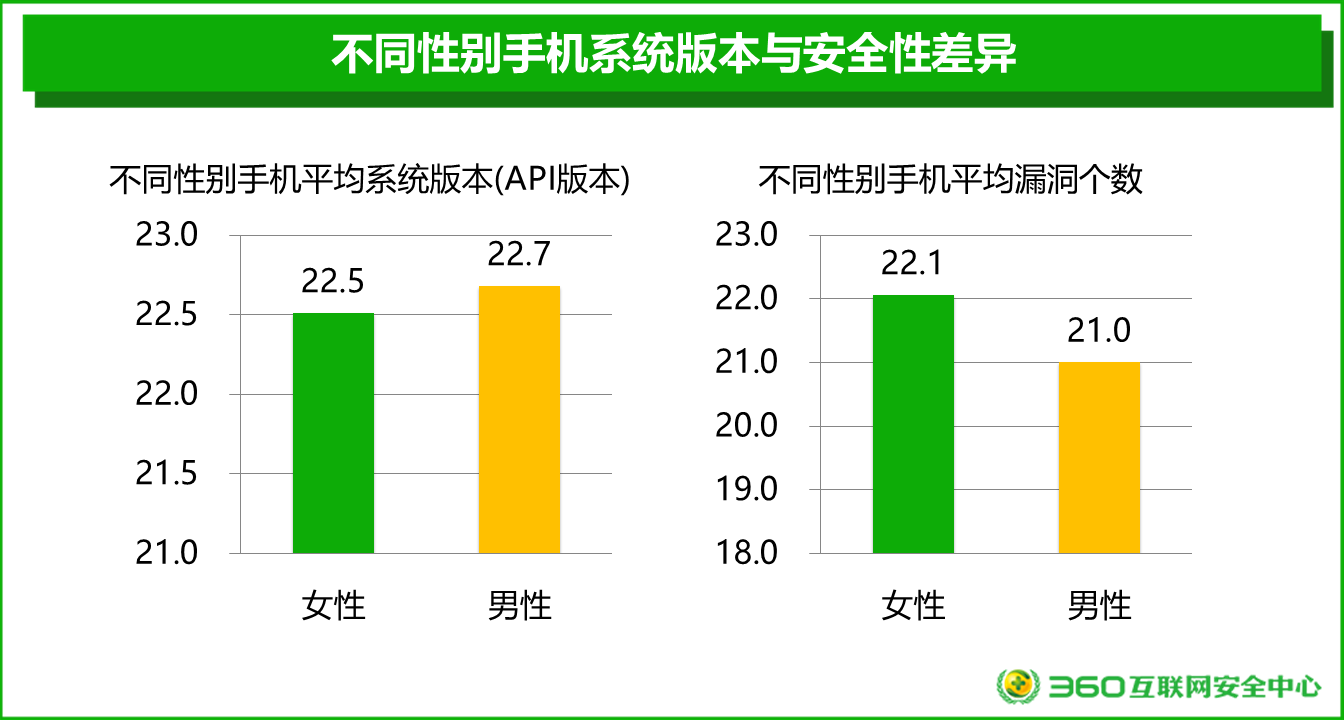 不同性别手机系统版本与安全性差异
不同性别手机平均系统版本(API版本)
23.0
22.5
22.0
21.5
21.0
22.5
22.7
女性
男性
不同性别手机平均漏洞个数
23.0
22.0
21.0
20.0
19.0
18.0
22.1
21.0
女性
男性
360互联网安全中心